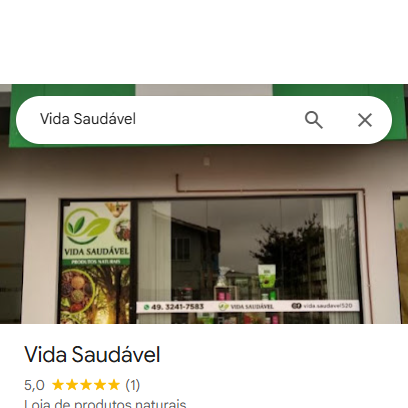 Vida Saudável
VIDA SAUDÁVEL
PRODUTOS NATURAIS
49. 3241-7583
VIDA SAUDÁVEL
vida saudavel520
Vida Saudável
5,0 (1)
Loja de produtos naturais